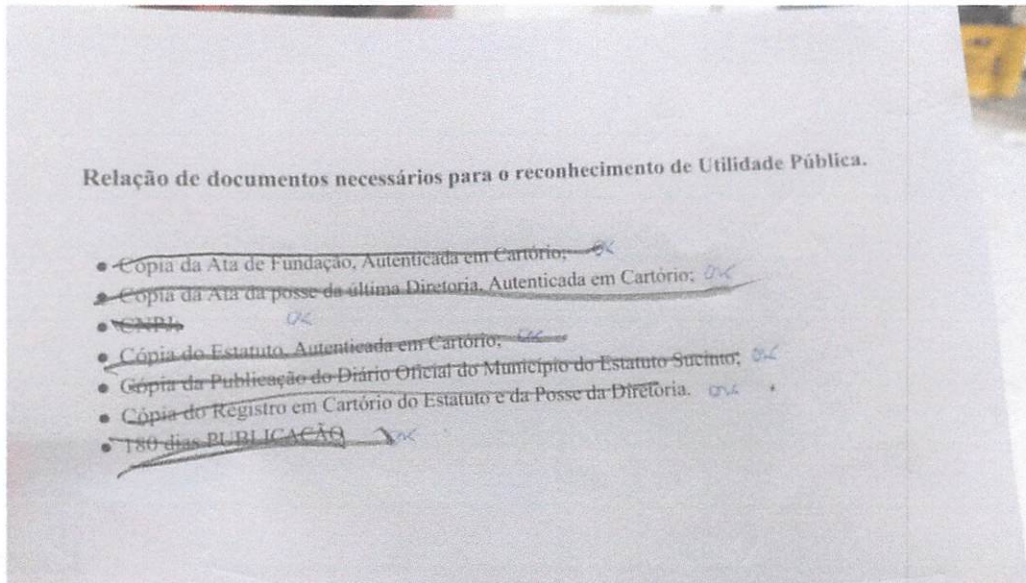 Relação de documentos necessários para o reconhecimento de Utilidade Pública.
• Cópia da Ata de Fundação, Autenticada em Cartório; OK
• Cópia da Ata da posse da última Diretoria, Autenticada em Cartório; OK
• CNPJ; OK
• Cópia do Estatuto, Autenticada em Cartório; OK
• Cópia da Publicação do Diário Oficial do Município do Estatuto Sucinto; OK
• Cópia do Registro em Cartório do Estatuto e da Posse da Diretoria. OK
• 180 dias PUBLICAÇÃO OK